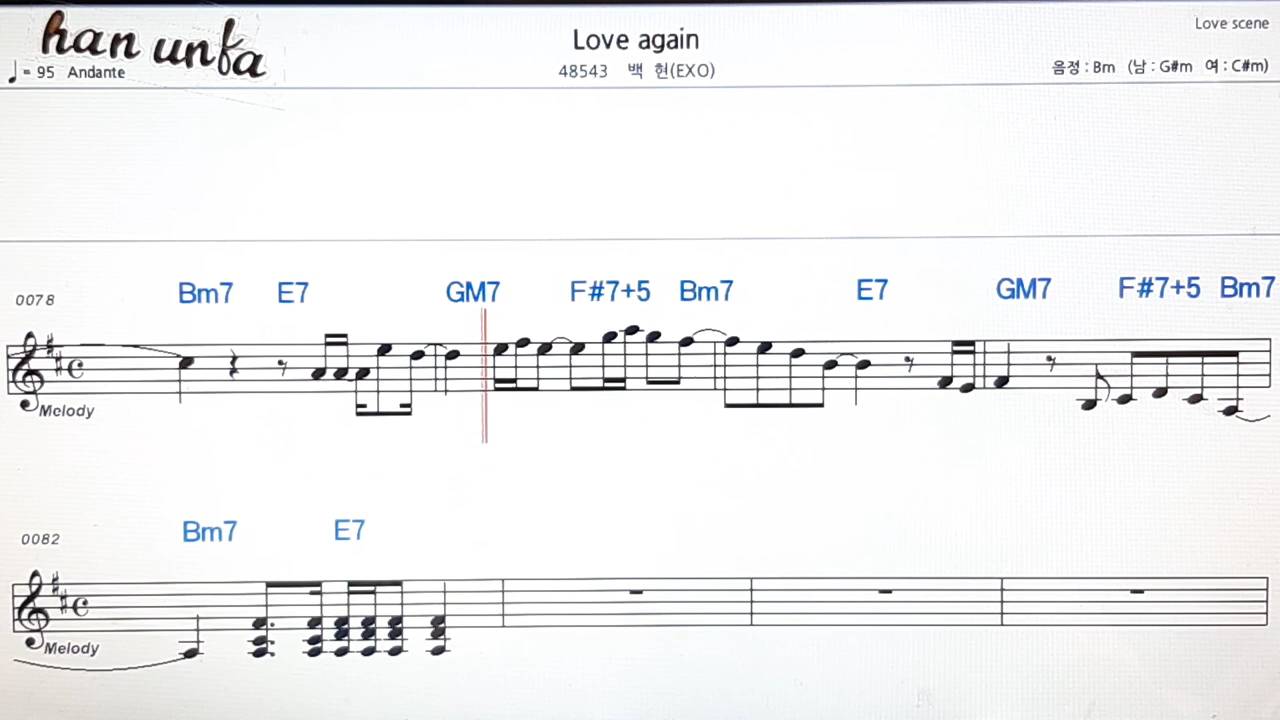 han unfa
Love again
Love scene
♩= 95 Andante
48543 백 현(EXO)
음정 : Bm (남 : G#m 여 : C#m)
Bm7 E7 GM7 F#7+5 Bm7 E7 GM7 F#7+5 Bm7
0078
Melody
Bm7 E7
0082
Melody